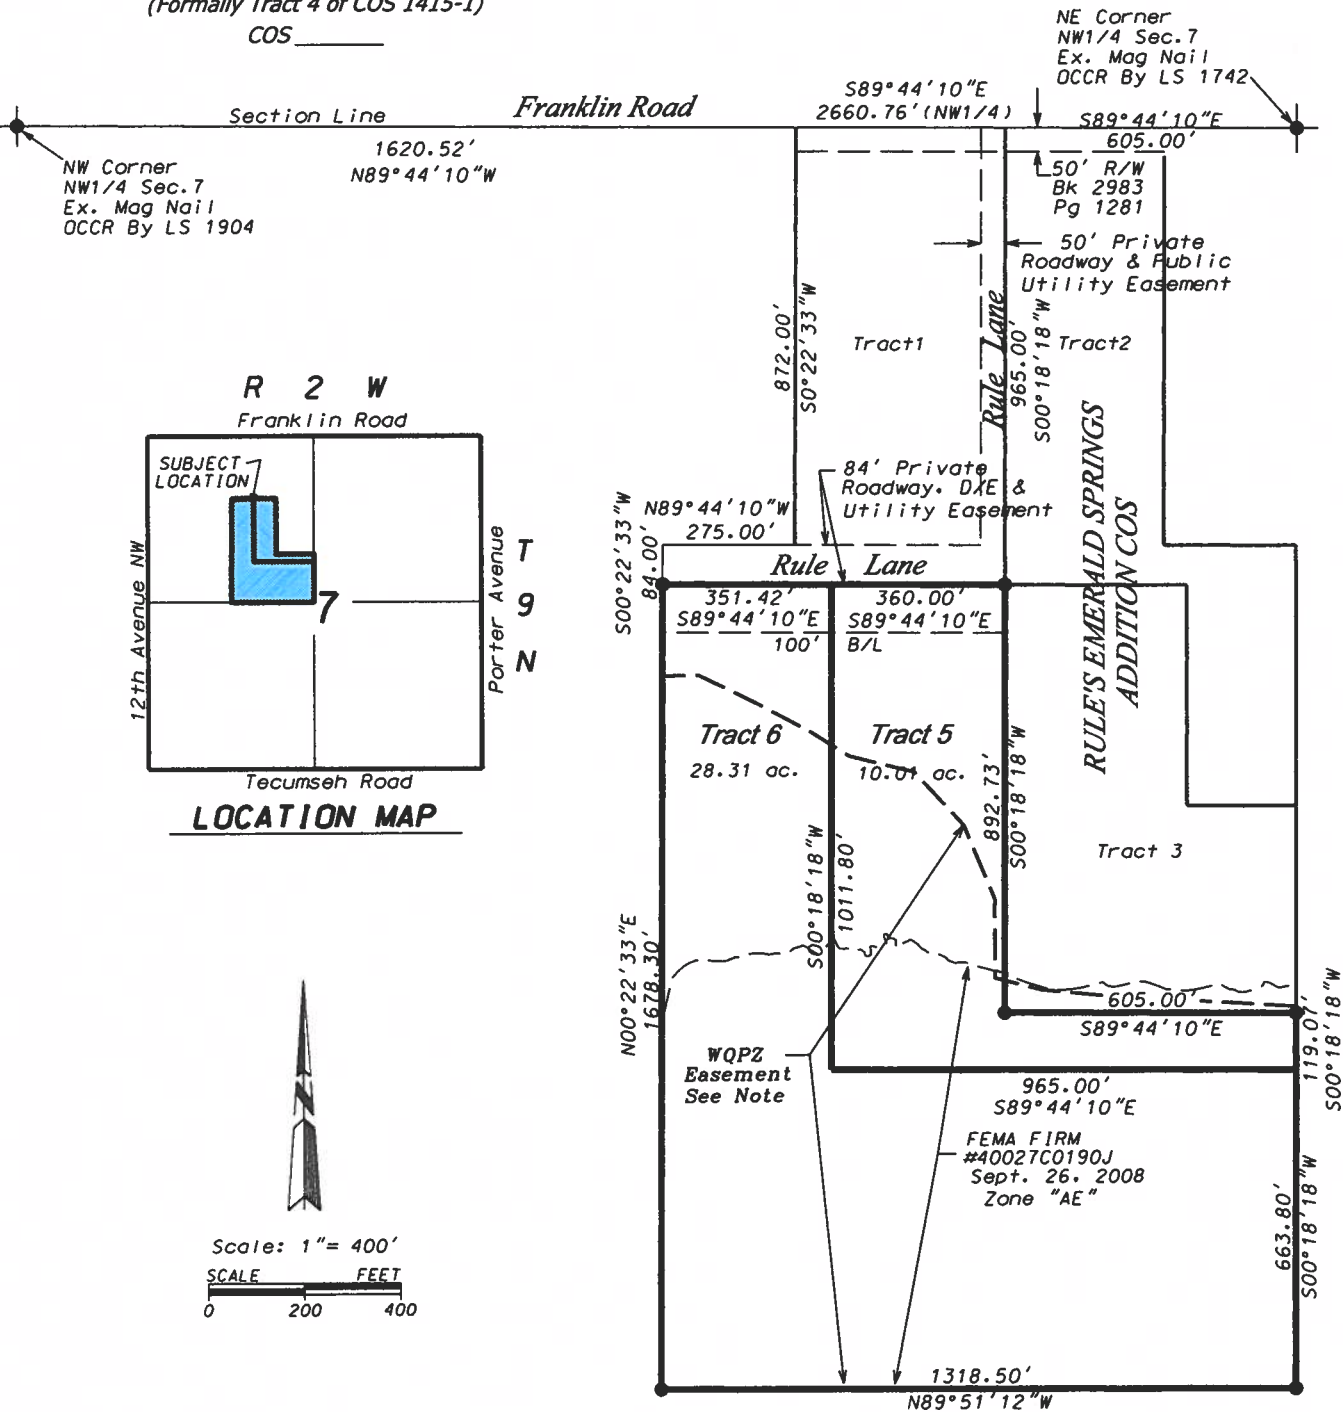 (Formally Tract 4 of COS 1415-1)
COS
NE Corner
NW1/4 Sec.7
Ex. Mag Nail
OCCR By LS 1742
Section Line
Franklin Road
S89°44'10"E
2660.76'(NW1/4)
S89°44'10"E
605.00'
1620.52'
N89°44'10"W
NW Corner
NW1/4 Sec.7
Ex. Mag Nail
OCCR By LS 1904
50' R/W
Bk 2983
Pg 1281
50' Private
Roadway & Public
Utility Easement
872.00'
S0°22'33"W
Tract1
Rule Lane
965.00'
S00°18'18"W
Tract2
RULE'S EMERALD SPRINGS
ADDITION COS
R 2 W
Franklin Road
SUBJECT
LOCATION
12th Avenue NW
Porter Avenue
T
9
N
7
Tecumseh Road
LOCATION MAP
84' Private
Roadway. D/E &
Utility Easement
N89°44'10"W
275.00'
S00°22'33"W
84.00'
Rule Lane
351.42'
S89°44'10"E
360.00'
S89°44'10"E
100'
B/L
Tract 6
28.31 ac.
Tract 5
10.01 ac.
892.73'
S00°18'18"W
Tract 3
S00°18'18"W
1011.80'
N00°22'33"E
1678.30'
605.00'
S89°44'10"E
119.07'
S00°18'18"W
WQPZ
Easement
See Note
965.00'
S89°44'10"E
FEMA FIRM
#40027C0190J
Sept. 26. 2008
Zone "AE"
663.80'
S00°18'18"W
N
Scale: 1"= 400'
SCALE FEET
0 200 400
1318.50'
N89°51'12"W